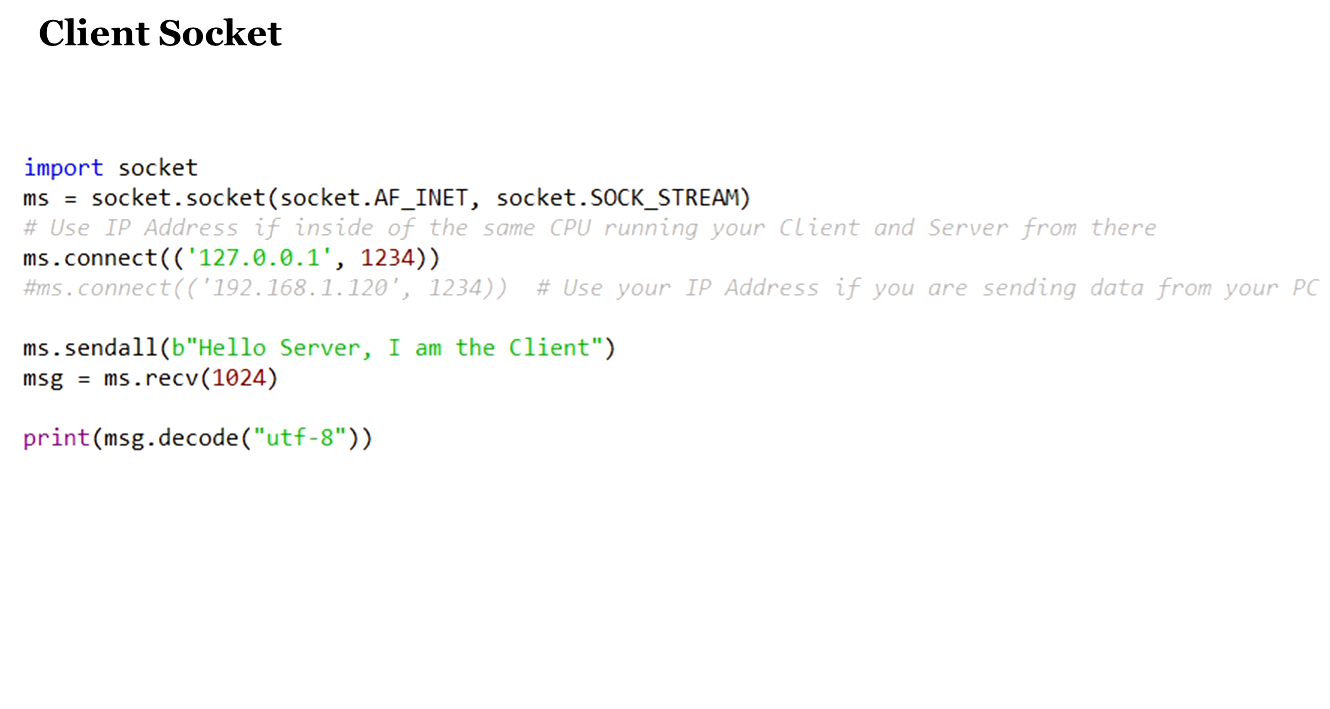 Client Socket
import socket
ms = socket.socket(socket.AF_INET, socket.SOCK_STREAM)
# Use IP Address if inside of the same CPU running your Client and Server from there
ms.connect(('127.0.0.1', 1234))
#ms.connect(('192.168.1.120', 1234))  # Use your IP Address if you are sending data from your PC
ms.sendall(b"Hello Server, I am the Client")
msg = ms.recv(1024)
print(msg.decode("utf-8"))